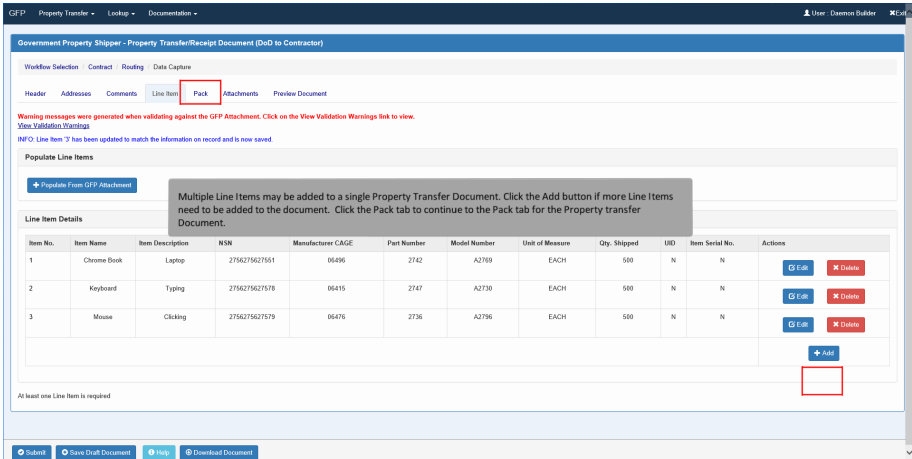 GFP Property Transfer Lookup Documentation User : Daemon Builder Exit
Government Property Shipper - Property Transfer/Receipt Document (DoD to Contractor)
Workflow Selection / Contract / Routing / Data Capture
Header Addresses Comments Line Item Pack Attachments Preview Document
Warning messages were generated when validating against the GFP Attachment. Click on the View Validation Warnings link to view.
View Validation Warnings
INFO: Line Item '3' has been updated to match the information on record and is now saved.
Populate Line Items
Populate From GFP Attachment
Multiple Line Items may be added to a single Property Transfer Document. Click the Add button if more Line Items
need to be added to the document. Click the Pack tab to continue to the Pack tab for the Property transfer
Document.
Line Item Details
Item No. Item Name Item Description NSN Manufacturer CAGE Part Number Model Number Unit of Measure Qty. Shipped UID Item Serial No. Actions
1 Chrome Book Laptop 2756275627551 06496 2742 A2769 EACH 500 N N Edit Delete
2 Keyboard Typing 2756275627578 06415 2747 A2730 EACH 500 N N Edit Delete
3 Mouse Clicking 2756275627579 06476 2736 A2796 EACH 500 N N Edit Delete
Add
At least one Line Item is required
Submit Save Draft Document Help Download Document